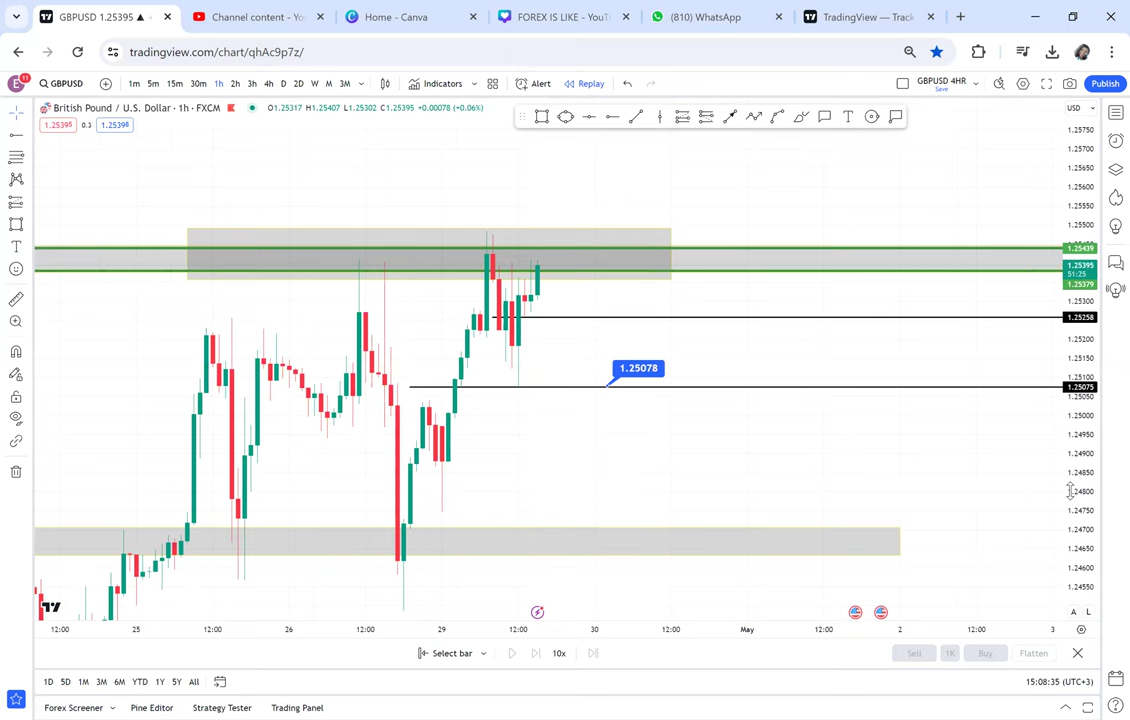 GBPUSD 1.25395 ▲
Channel content - Yo
Home - Canva
FOREX IS LIKE - YouT
(810) WhatsApp
TradingView — Track
tradingview.com/chart/qhAc9p7z/
E
11
GBPUSD
1m 5m 15m 30m 1h 2h 3h 4h D 2D W M 3M
Indicators
Alert
Replay
GBPUSD 4HR
Save
Publish
British Pound / U.S. Dollar · 1h · FXCM
O1.25317 H1.25407 L1.25302 C1.25395 +0.00078 (+0.06%)
USD
1.25395 0.3 1.25398
1.25750
1.25700
1.25650
1.25600
1.25550
1.25500
1.25439
1.25395
51:25
1.25379
1.25300
1.25258
1.25200
1.25150
1.25100
1.25078
1.25075
1.25050
1.25000
1.24950
1.24900
1.24850
1.24800
1.24750
1.24700
1.24650
1.24600
1.24550
A L
12:00 25 12:00 26 12:00 29 12:00 30 12:00 May 12:00 2 12:00 3
Select bar
10x
Sell 1K Buy Flatten
1D 5D 1M 3M 6M YTD 1Y 5Y All
15:08:35 (UTC+3)
Forex Screener Pine Editor Strategy Tester Trading Panel